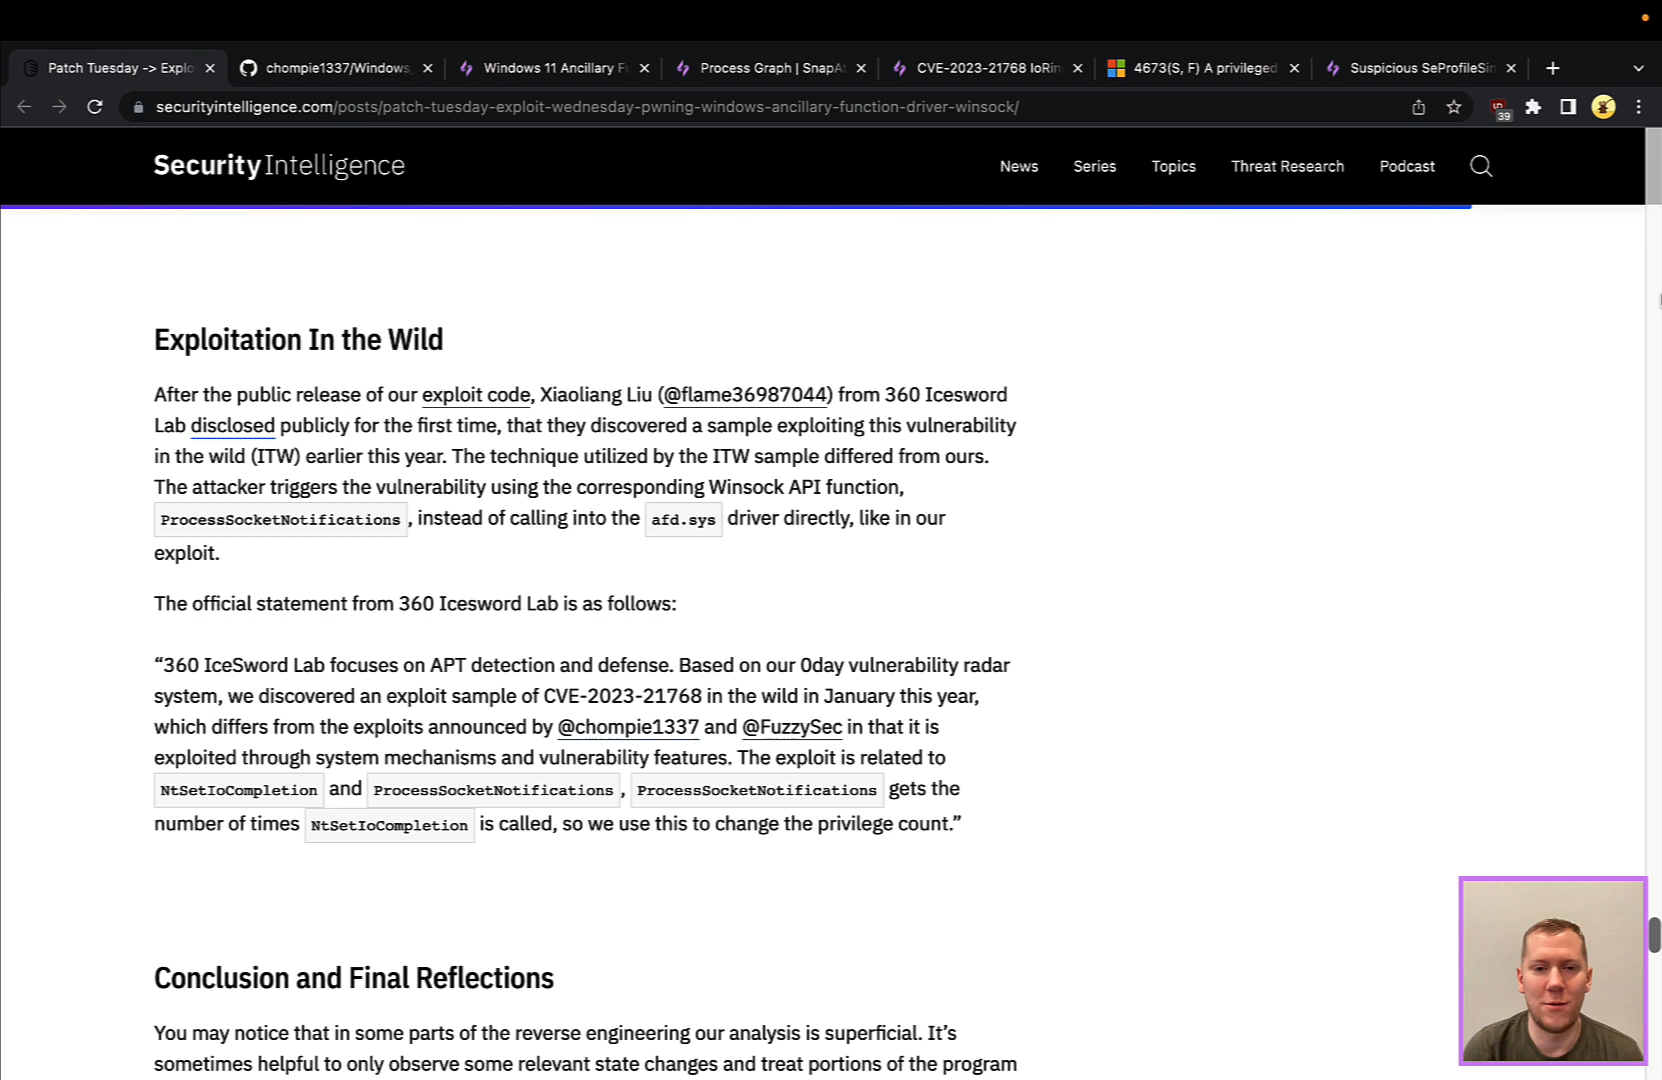 Patch Tuesday -> Explo
chompie1337/Windows_
Windows 11 Ancillary Fu
Process Graph | SnapAt
CVE-2023-21768 IoRin
4673(S, F) A privileged
Suspicious SeProfileSin
securityintelligence.com/posts/patch-tuesday-exploit-wednesday-pwning-windows-ancillary-function-driver-winsock/
39
Security Intelligence
News
Series
Topics
Threat Research
Podcast
Exploitation In the Wild
After the public release of our exploit code, Xiaoliang Liu (@flame36987044) from 360 Icesword
Lab disclosed publicly for the first time, that they discovered a sample exploiting this vulnerability
in the wild (ITW) earlier this year. The technique utilized by the ITW sample differed from ours.
The attacker triggers the vulnerability using the corresponding Winsock API function,
ProcessSocketNotifications, instead of calling into the afd.sys driver directly, like in our
exploit.
The official statement from 360 Icesword Lab is as follows:
“360 IceSword Lab focuses on APT detection and defense. Based on our 0day vulnerability radar
system, we discovered an exploit sample of CVE-2023-21768 in the wild in January this year,
which differs from the exploits announced by @chompie1337 and @FuzzySec in that it is
exploited through system mechanisms and vulnerability features. The exploit is related to
NtSetIoCompletion and ProcessSocketNotifications, ProcessSocketNotifications gets the
number of times NtSetIoCompletion is called, so we use this to change the privilege count.”
Conclusion and Final Reflections
You may notice that in some parts of the reverse engineering our analysis is superficial. It’s
sometimes helpful to only observe some relevant state changes and treat portions of the program